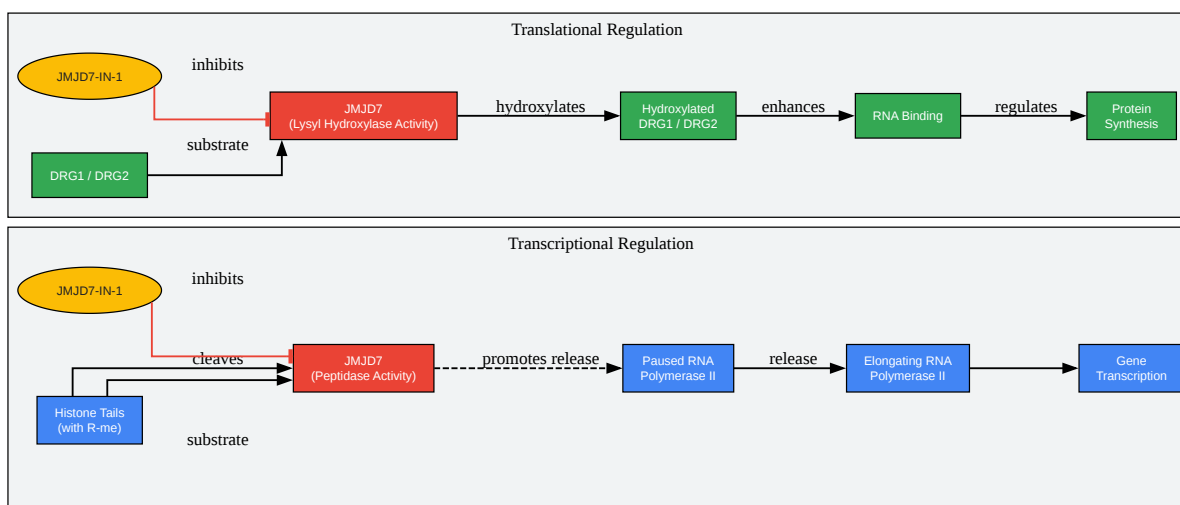 Translational Regulation
JMJD7-IN-1
inhibits
JMJD7
(Lysyl Hydroxylase Activity)
hydroxylates
Hydroxylated
DRG1 / DRG2
enhances
RNA Binding
regulates
Protein
Synthesis
substrate
DRG1 / DRG2
Transcriptional Regulation
JMJD7-IN-1
inhibits
cleaves
JMJD7
(Peptidase Activity)
promotes release
Paused RNA
Polymerase II
release
Elongating RNA
Polymerase II
Gene
Transcription
Histone Tails
(with R-me)
substrate